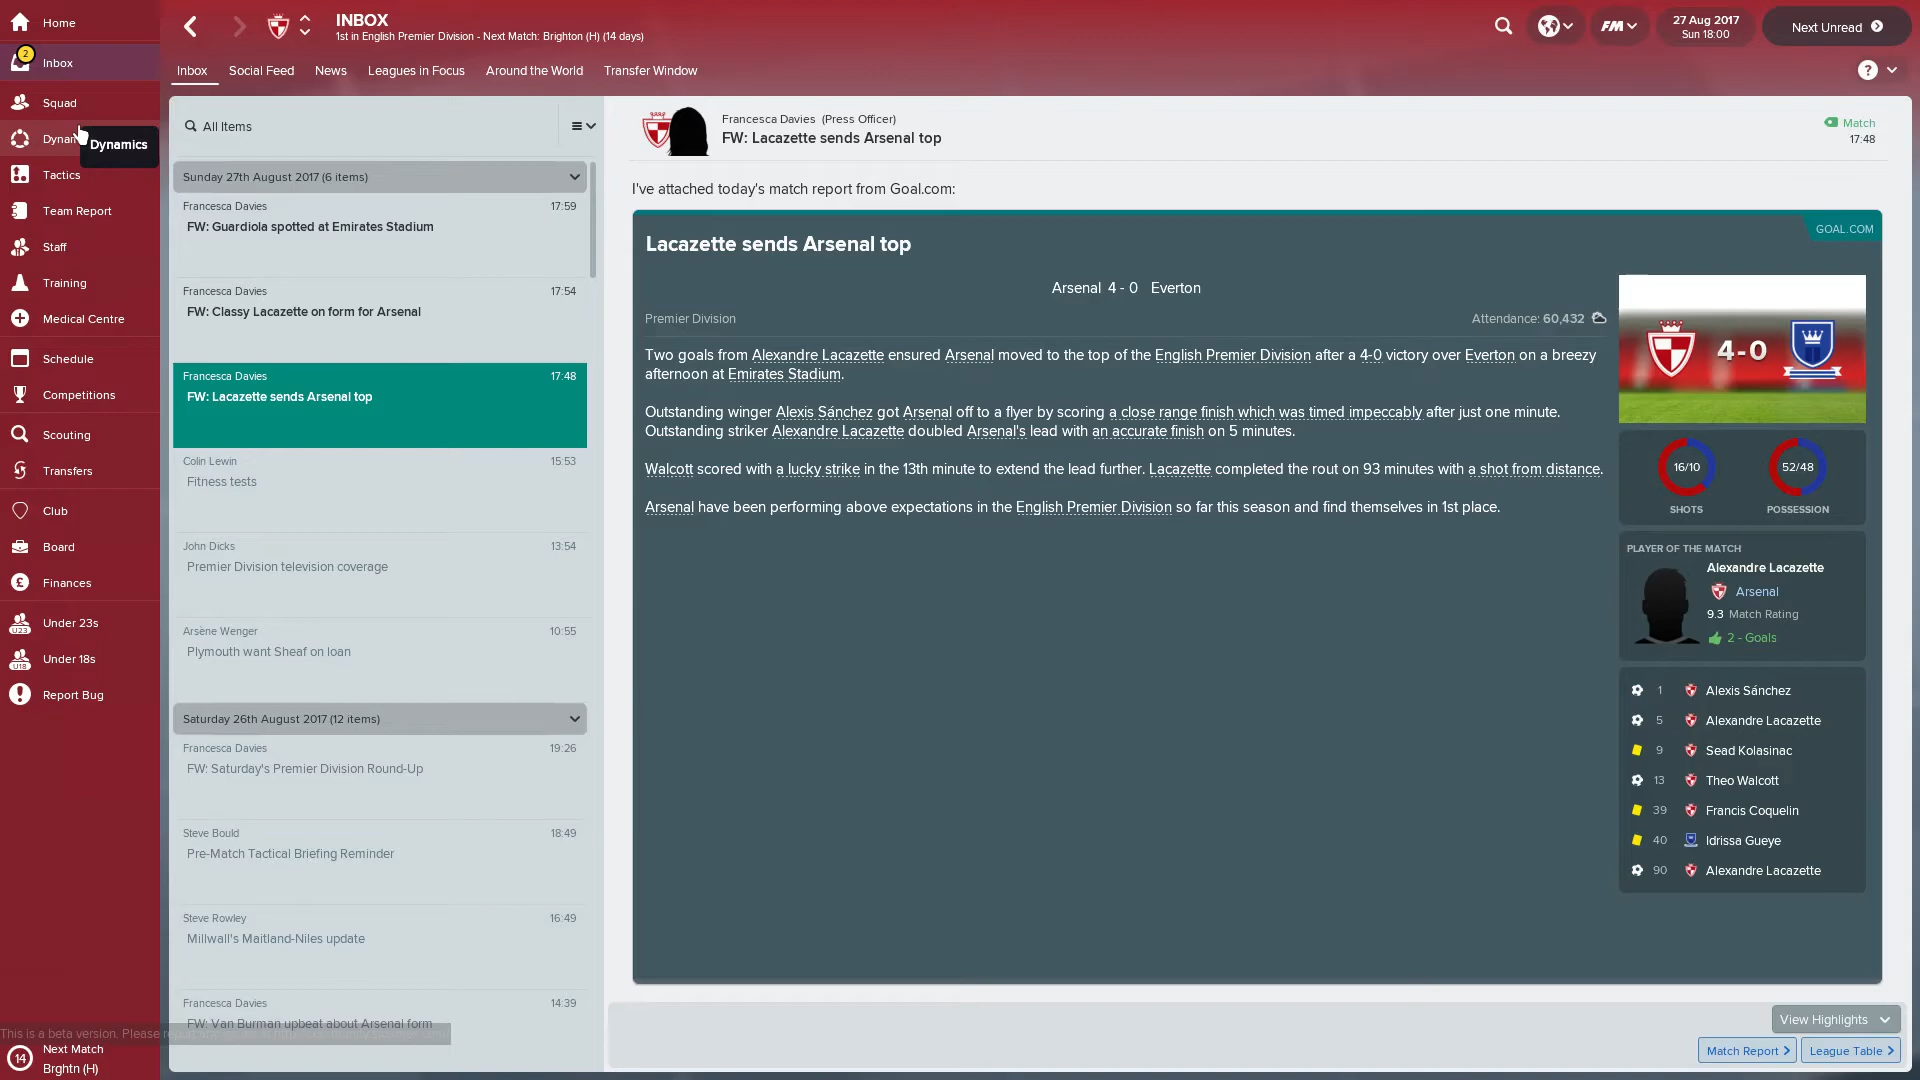 Home
2
Inbox
Squad
Dynam
Dynamics
Tactics
Team Report
Staff
Training
Medical Centre
Schedule
Competitions
Scouting
Transfers
Club
Board
Finances
U23
Under 23s
U18
Under 18s
Report Bug
This is a beta version. Please
14
Next Match
Brghtn (H)
INBOX
1st in English Premier Division - Next Match: Brighton (H) (14 days)
FM
27 Aug 2017
Sun 18:00
Next Unread
Inbox
Social Feed
News
Leagues in Focus
Around the World
Transfer Window
?
All Items
Sunday 27th August 2017 (6 items)
Francesca Davies 17:59
FW: Guardiola spotted at Emirates Stadium
Francesca Davies 17:54
FW: Classy Lacazette on form for Arsenal
Francesca Davies 17:48
FW: Lacazette sends Arsenal top
Colin Lewin 15:53
Fitness tests
John Dicks 13:54
Premier Division television coverage
Arsène Wenger 10:55
Plymouth want Sheaf on loan
Saturday 26th August 2017 (12 items)
Francesca Davies 19:26
FW: Saturday's Premier Division Round-Up
Steve Bould 18:49
Pre-Match Tactical Briefing Reminder
Steve Rowley 16:49
Millwall's Maitland-Niles update
Francesca Davies 14:39
FW: Van Burman upbeat about Arsenal form
Francesca Davies (Press Officer)
FW: Lacazette sends Arsenal top
Match
17:48
I've attached today's match report from Goal.com:
Lacazette sends Arsenal top
GOAL.COM
Arsenal 4 - 0 Everton
Premier Division
Attendance: 60,432
Two goals from Alexandre Lacazette ensured Arsenal moved to the top of the English Premier Division after a 4-0 victory over Everton on a breezy
afternoon at Emirates Stadium.
Outstanding winger Alexis Sánchez got Arsenal off to a flyer by scoring a close range finish which was timed impeccably after just one minute.
Outstanding striker Alexandre Lacazette doubled Arsenal's lead with an accurate finish on 5 minutes.
Walcott scored with a lucky strike in the 13th minute to extend the lead further. Lacazette completed the rout on 93 minutes with a shot from distance.
Arsenal have been performing above expectations in the English Premier Division so far this season and find themselves in 1st place.
4-0
16/10
SHOTS
52/48
POSSESSION
PLAYER OF THE MATCH
Alexandre Lacazette
Arsenal
9.3 Match Rating
2 - Goals
1 Alexis Sánchez
5 Alexandre Lacazette
9 Sead Kolasinac
13 Theo Walcott
39 Francis Coquelin
40 Idrissa Gueye
90 Alexandre Lacazette
View Highlights
Match Report
League Table